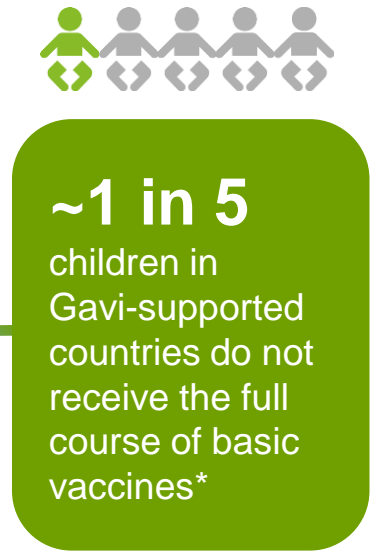 ~1 in 5
children in
Gavi-supported
countries do not
receive the full
course of basic
vaccines*